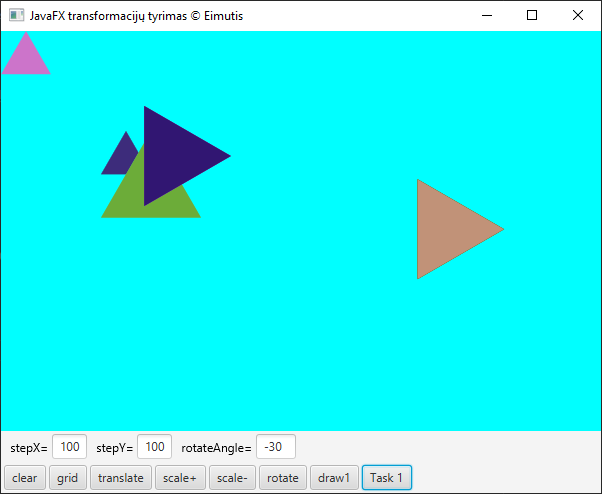 JavaFX transformacijų tyrimas © Eimutis
stepX= 100 stepY= 100 rotateAngle= -30
clear grid translate scale+ scale- rotate draw1 Task 1